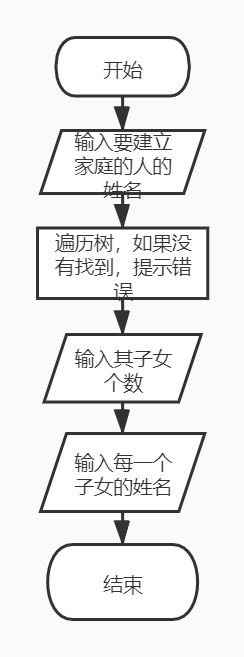 开始
输入要建立
家庭的人的
姓名
遍历树，如果没
有找到，提示错
误
输入其子女
个数
输入每一个
子女的姓名
结束